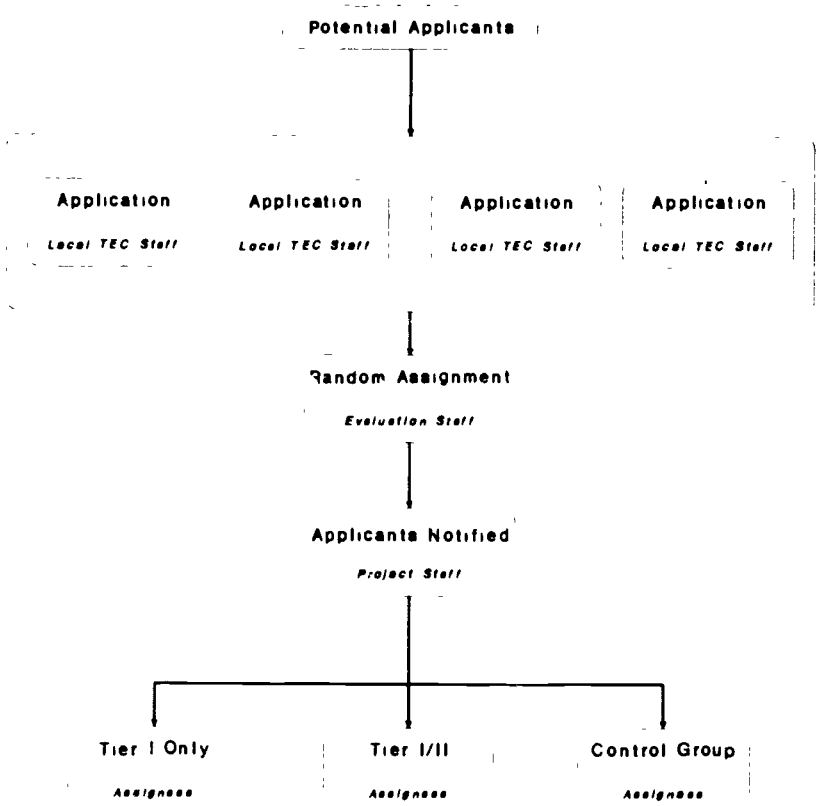 Potential Applicants
Application Application Application Application
Local TEC Staff Local TEC Staff Local TEC Staff Local TEC Staff
Random Assignment
Evaluation Staff
Applicants Notified
Project Staff
Tier I Only Tier I/II Control Group
Assignees Assignees Assignees